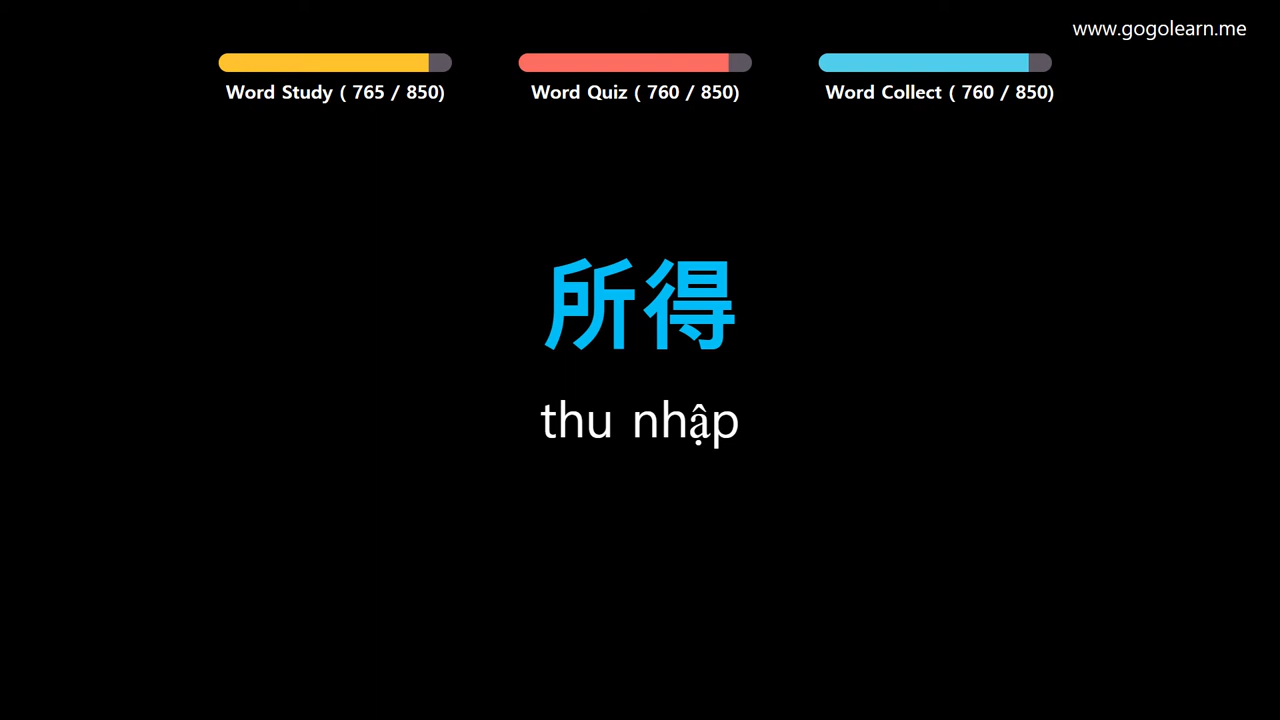 www.gogolearn.me
Word Study ( 765 / 850)
Word Quiz ( 760 / 850)
Word Collect ( 760 / 850)
所得
thu nhập